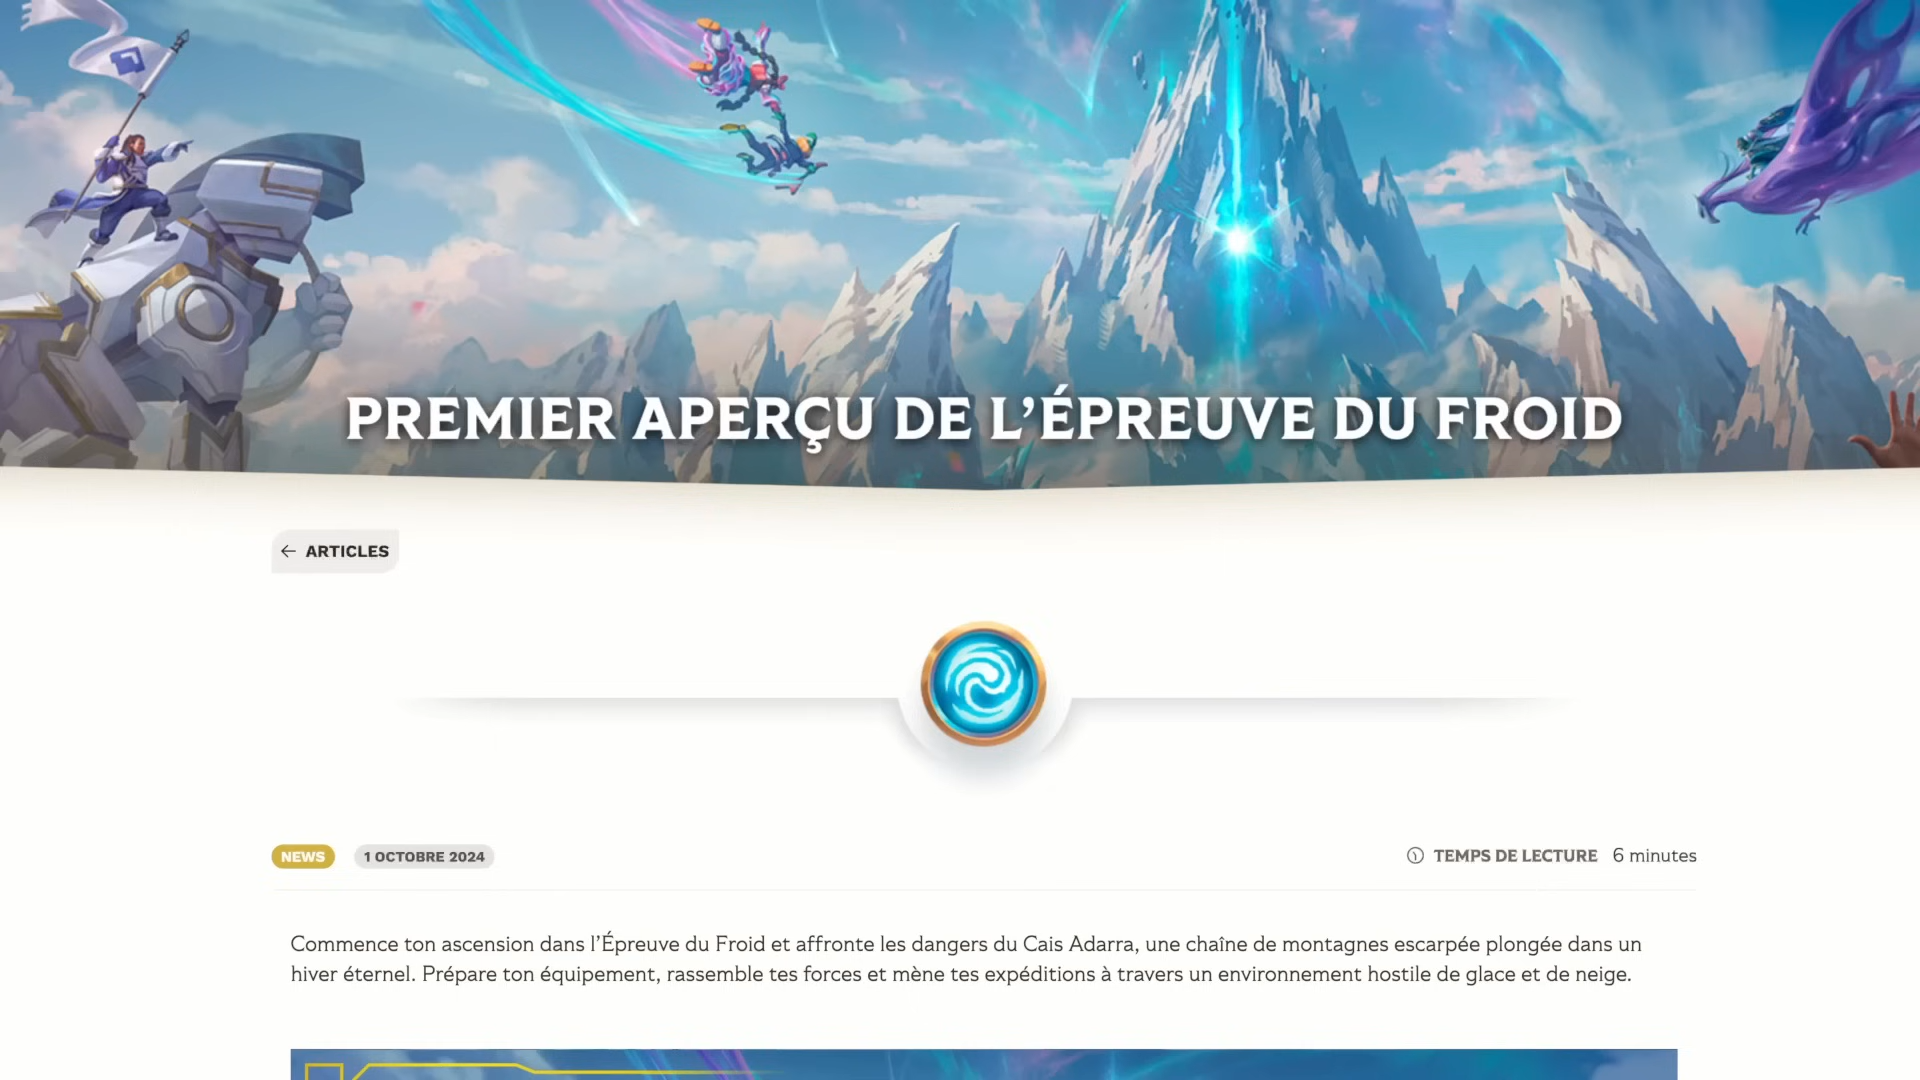 PREMIER APERÇU DE L’ÉPREUVE DU FROID
← ARTICLES
NEWS 1 OCTOBRE 2024 TEMPS DE LECTURE 6 minutes
Commence ton ascension dans l’Épreuve du Froid et affronte les dangers du Cais Adarra, une chaîne de montagnes escarpée plongée dans un
hiver éternel. Prépare ton équipement, rassemble tes forces et mène tes expéditions à travers un environnement hostile de glace et de neige.